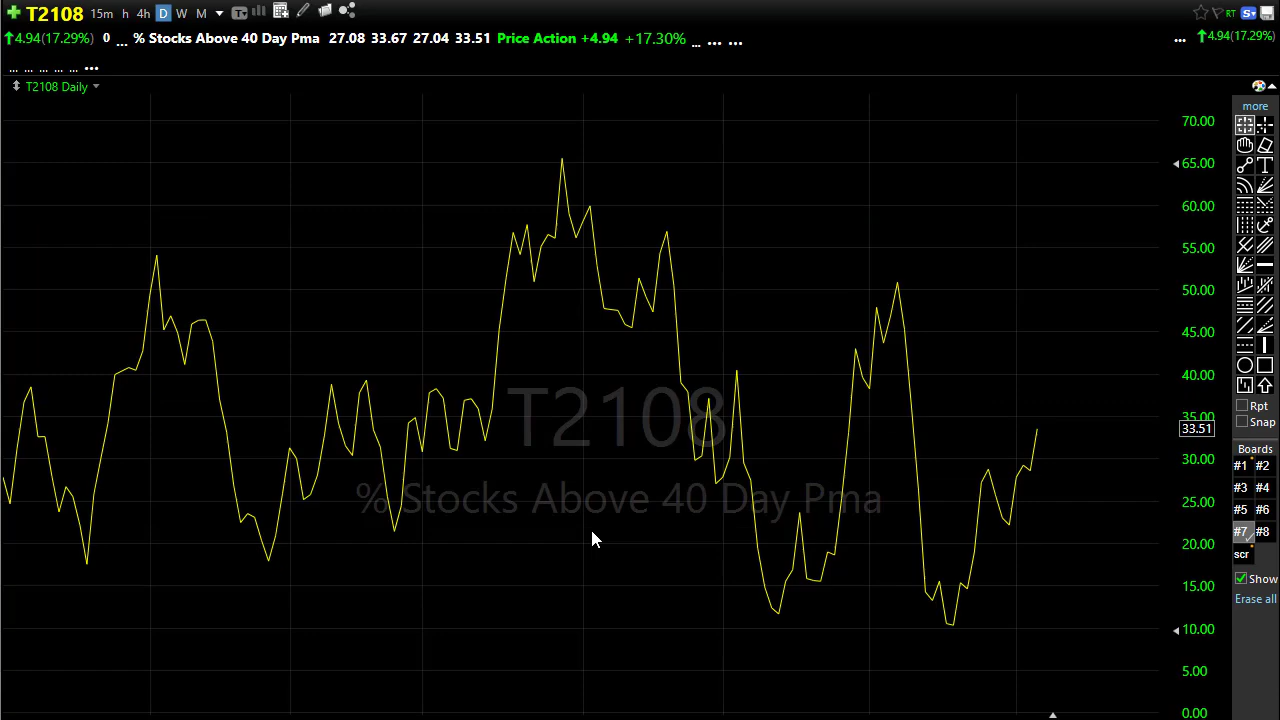 T2108 15m h 4h D W M T RT S
4.94(17.29%) 0 ... % Stocks Above 40 Day Pma 27.08 33.67 27.04 33.51 Price Action +4.94 +17.30% ... ... ... ... 4.94(17.29%)
... ... ... ... ... ...
T2108 Daily
more
70.00
65.00
60.00
55.00
50.00
45.00
40.00
35.00
33.51
30.00
25.00
20.00
15.00
10.00
5.00
0.00
T2108
% Stocks Above 40 Day Pma
T
Rpt
Snap
Boards
#1 #2
#3 #4
#5 #6
#7 #8
scr
Show
Erase all